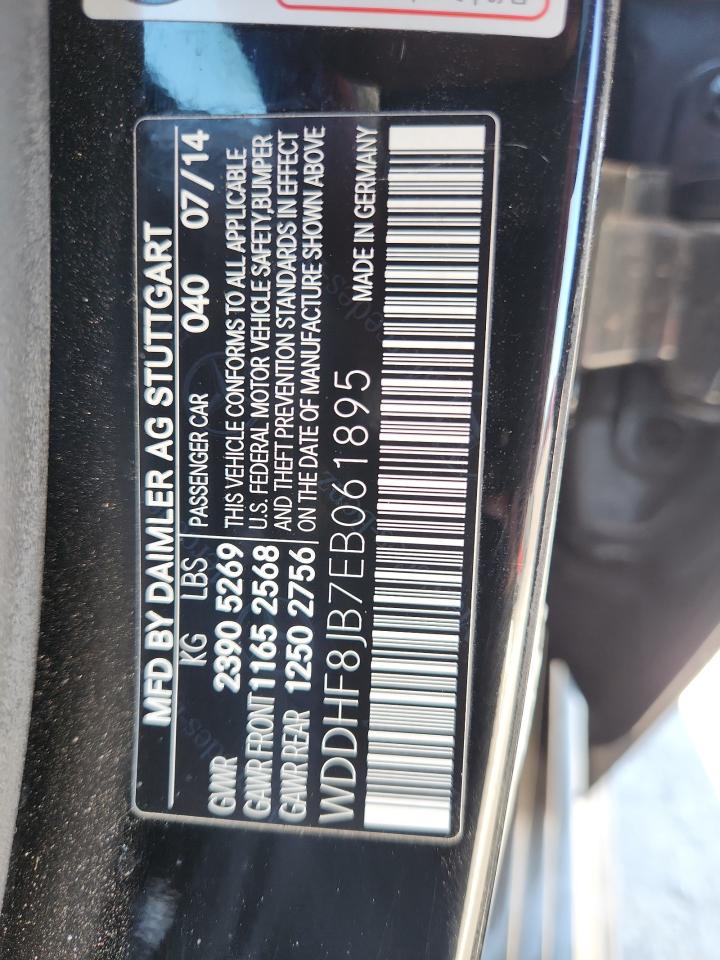 MFD BY DAIMLER AG STUTTGART
KG LBS PASSENGER CAR 040 07/14
GVWR 2390 5269 THIS VEHICLE CONFORMS TO ALL APPLICABLE
GAWR FRONT 1165 2568 U.S. FEDERAL MOTOR VEHICLE SAFETY,BUMPER
GAWR REAR 1250 2756 AND THEFT PREVENTION STANDARDS IN EFFECT
ON THE DATE OF MANUFACTURE SHOWN ABOVE
WDDHF8JB7EB061895 MADE IN GERMANY